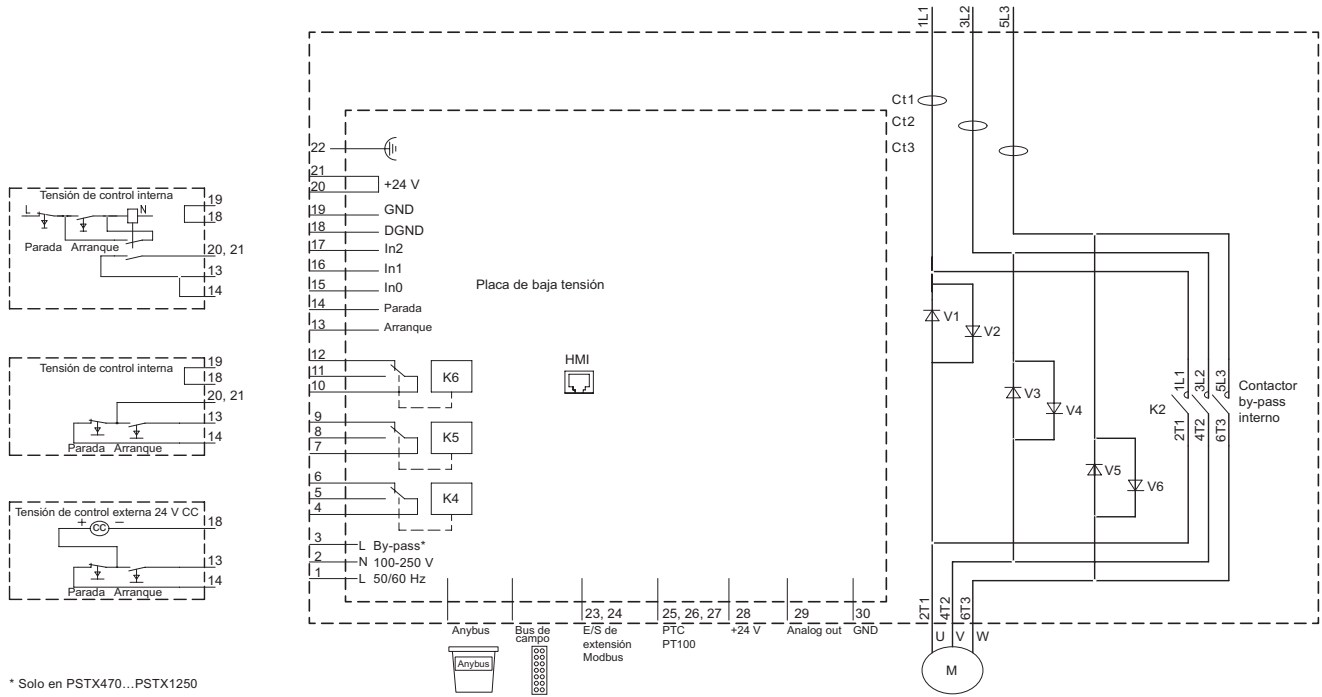 1L1
3L2
5L3
Ct1
Ct2
Ct3
22
21
20
+24 V
19
GND
18
DGND
17
In2
16
In1
15
In0
14
Parada
13
Arranque
Placa de baja tensión
HMI
12
11
10
K6
9
8
7
K5
6
5
4
K4
3
L By-pass*
2
N 100-250 V
1
L 50/60 Hz
Tensión de control interna
L
N
Parada Arranque
19
18
20, 21
13
14
Tensión de control interna
19
18
20, 21
13
14
Parada Arranque
Tensión de control externa 24 V CC
+
CC
−
18
13
14
Parada Arranque
V1
V2
V3
V4
V5
V6
K2
1L1
3L2
5L3
2T1
4T2
6T3
Contactor
by-pass
interno
23, 24
25, 26, 27
28
29
30
Anybus
Bus de
campo
E/S de
extensión
Modbus
PTC
PT100
+24 V
Analog out
GND
Anybus
2T1
4T2
6T3
U
V
W
M
* Solo en PSTX470...PSTX1250